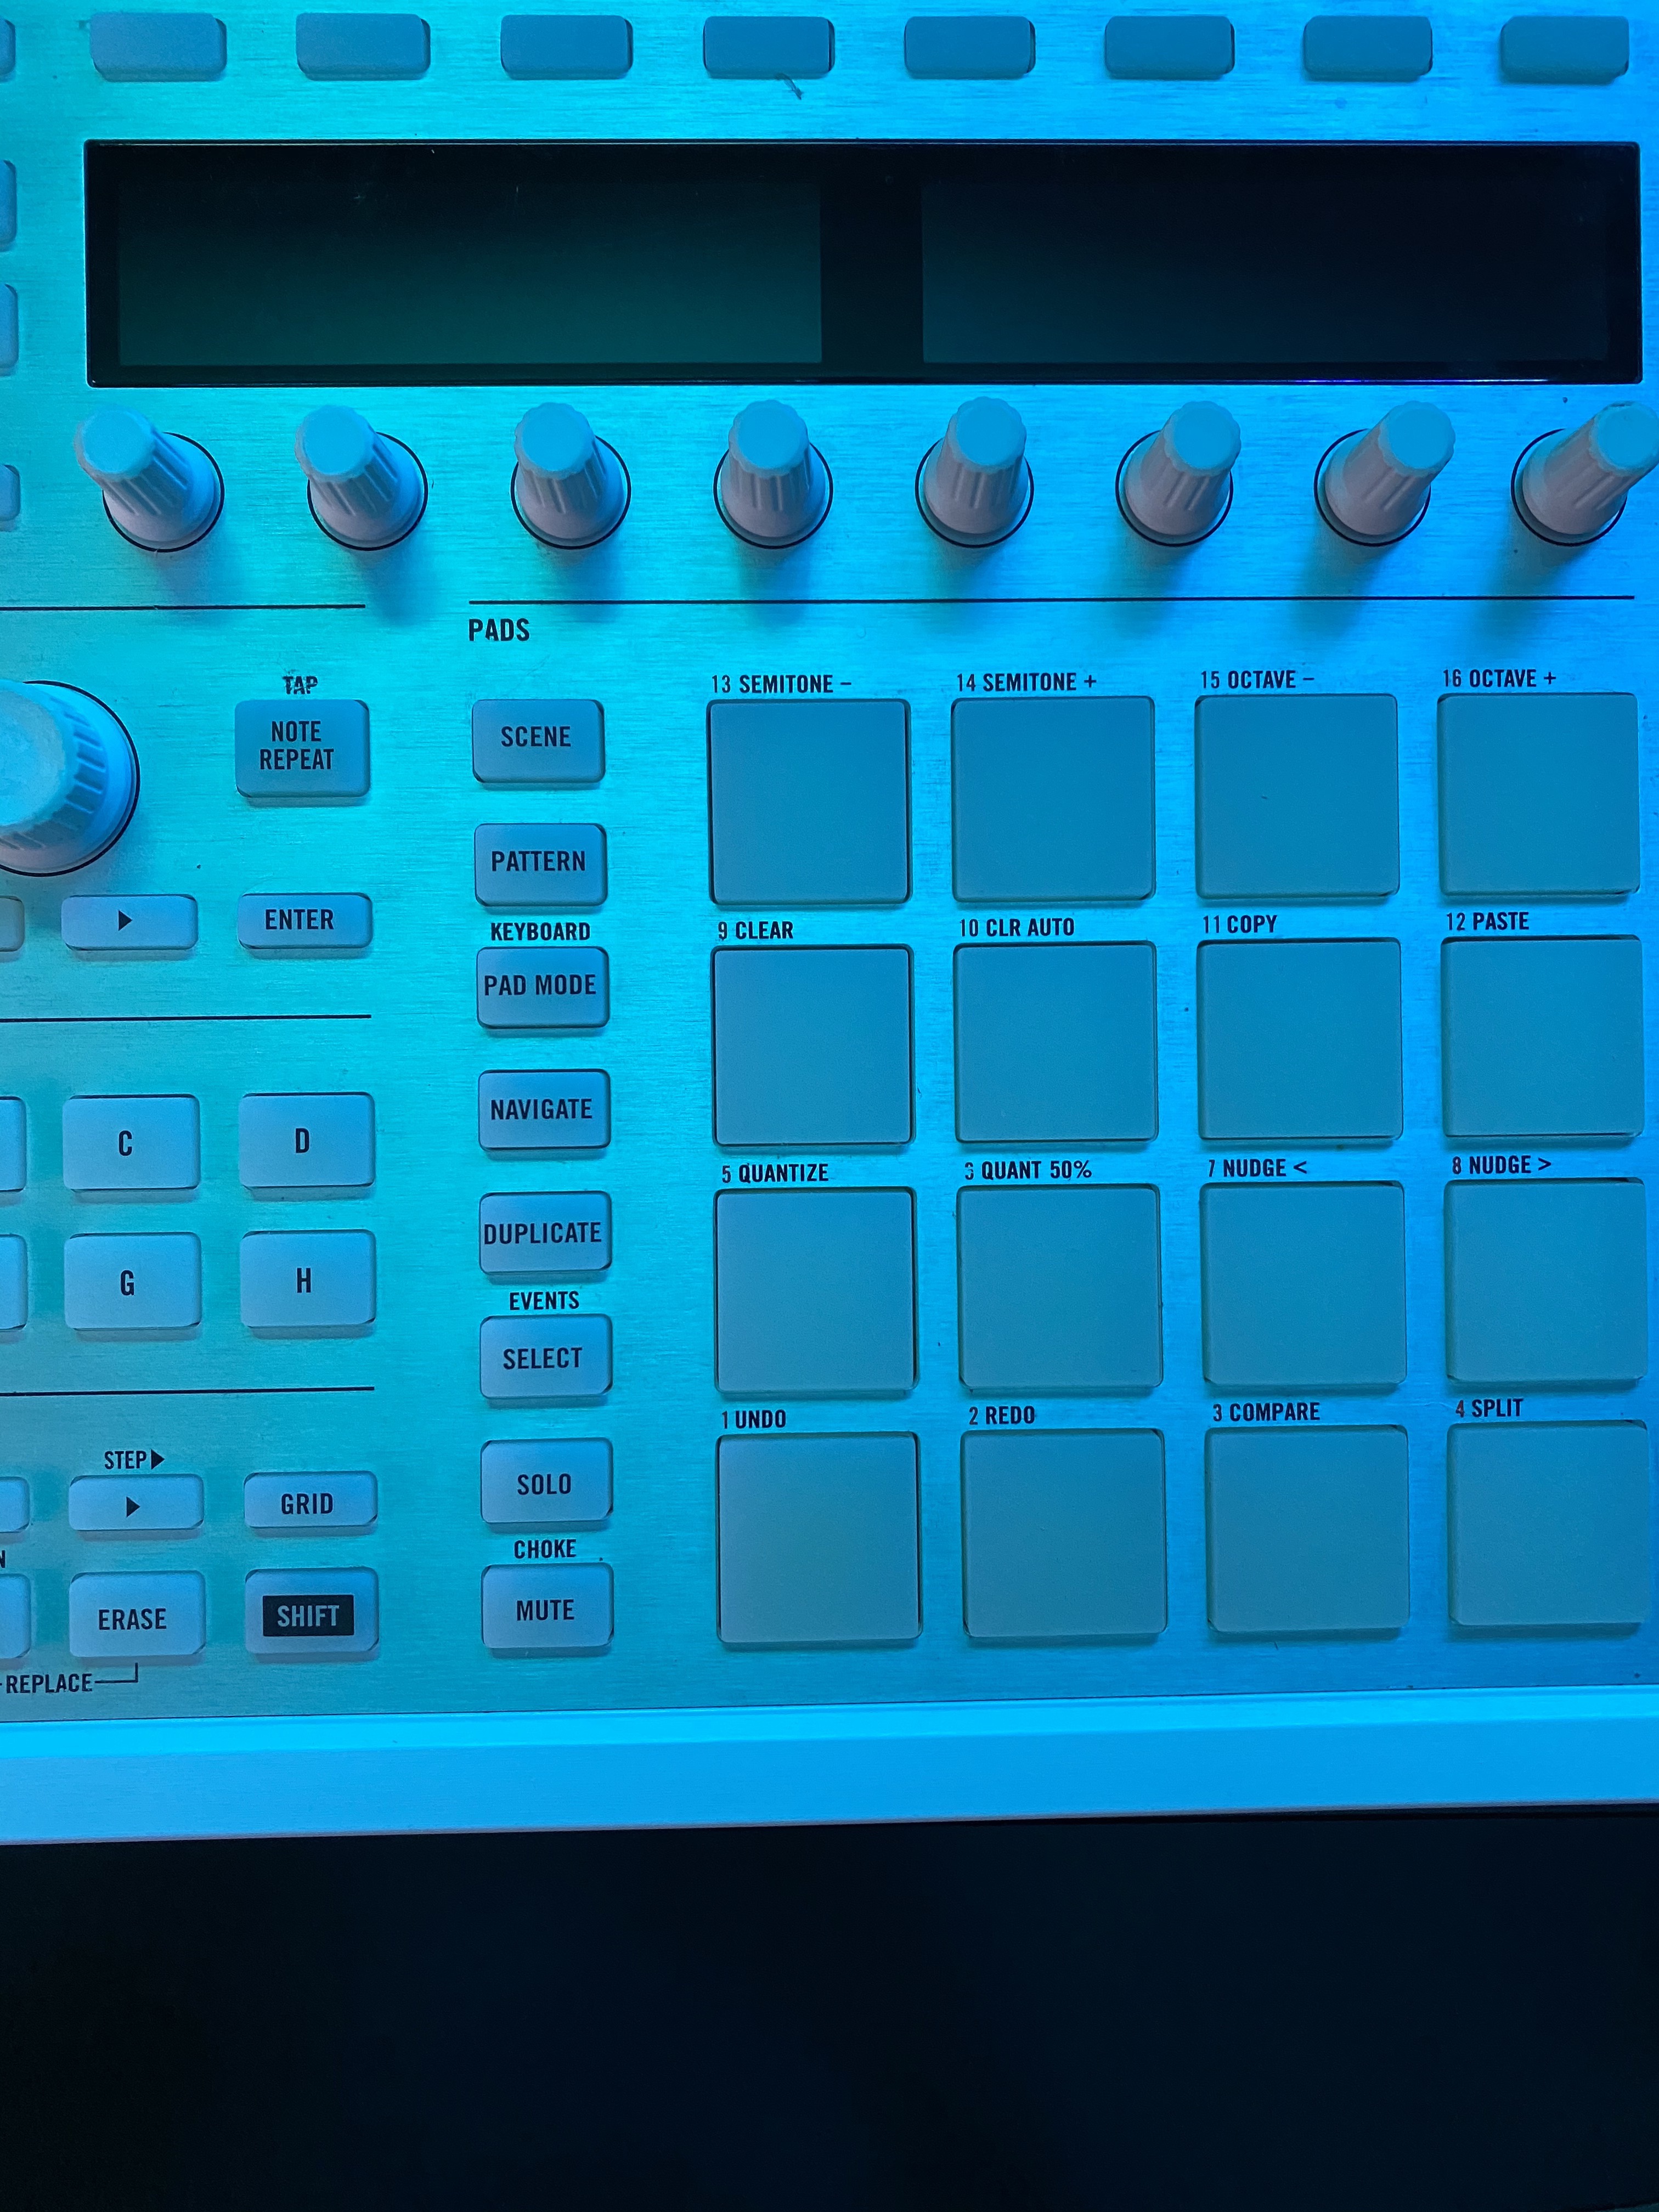 PADS
TAP
NOTE
REPEAT
ENTER
C
D
G
H
STEP
GRID
ERASE
SHIFT
REPLACE
SCENE
PATTERN
KEYBOARD
PAD MODE
NAVIGATE
DUPLICATE
EVENTS
SELECT
SOLO
CHOKE
MUTE
13 SEMITONE –
14 SEMITONE +
15 OCTAVE –
16 OCTAVE +
9 CLEAR
10 CLR AUTO
11 COPY
12 PASTE
5 QUANTIZE
QUANT 50%
7 NUDGE <
8 NUDGE >
1 UNDO
2 REDO
3 COMPARE
4 SPLIT